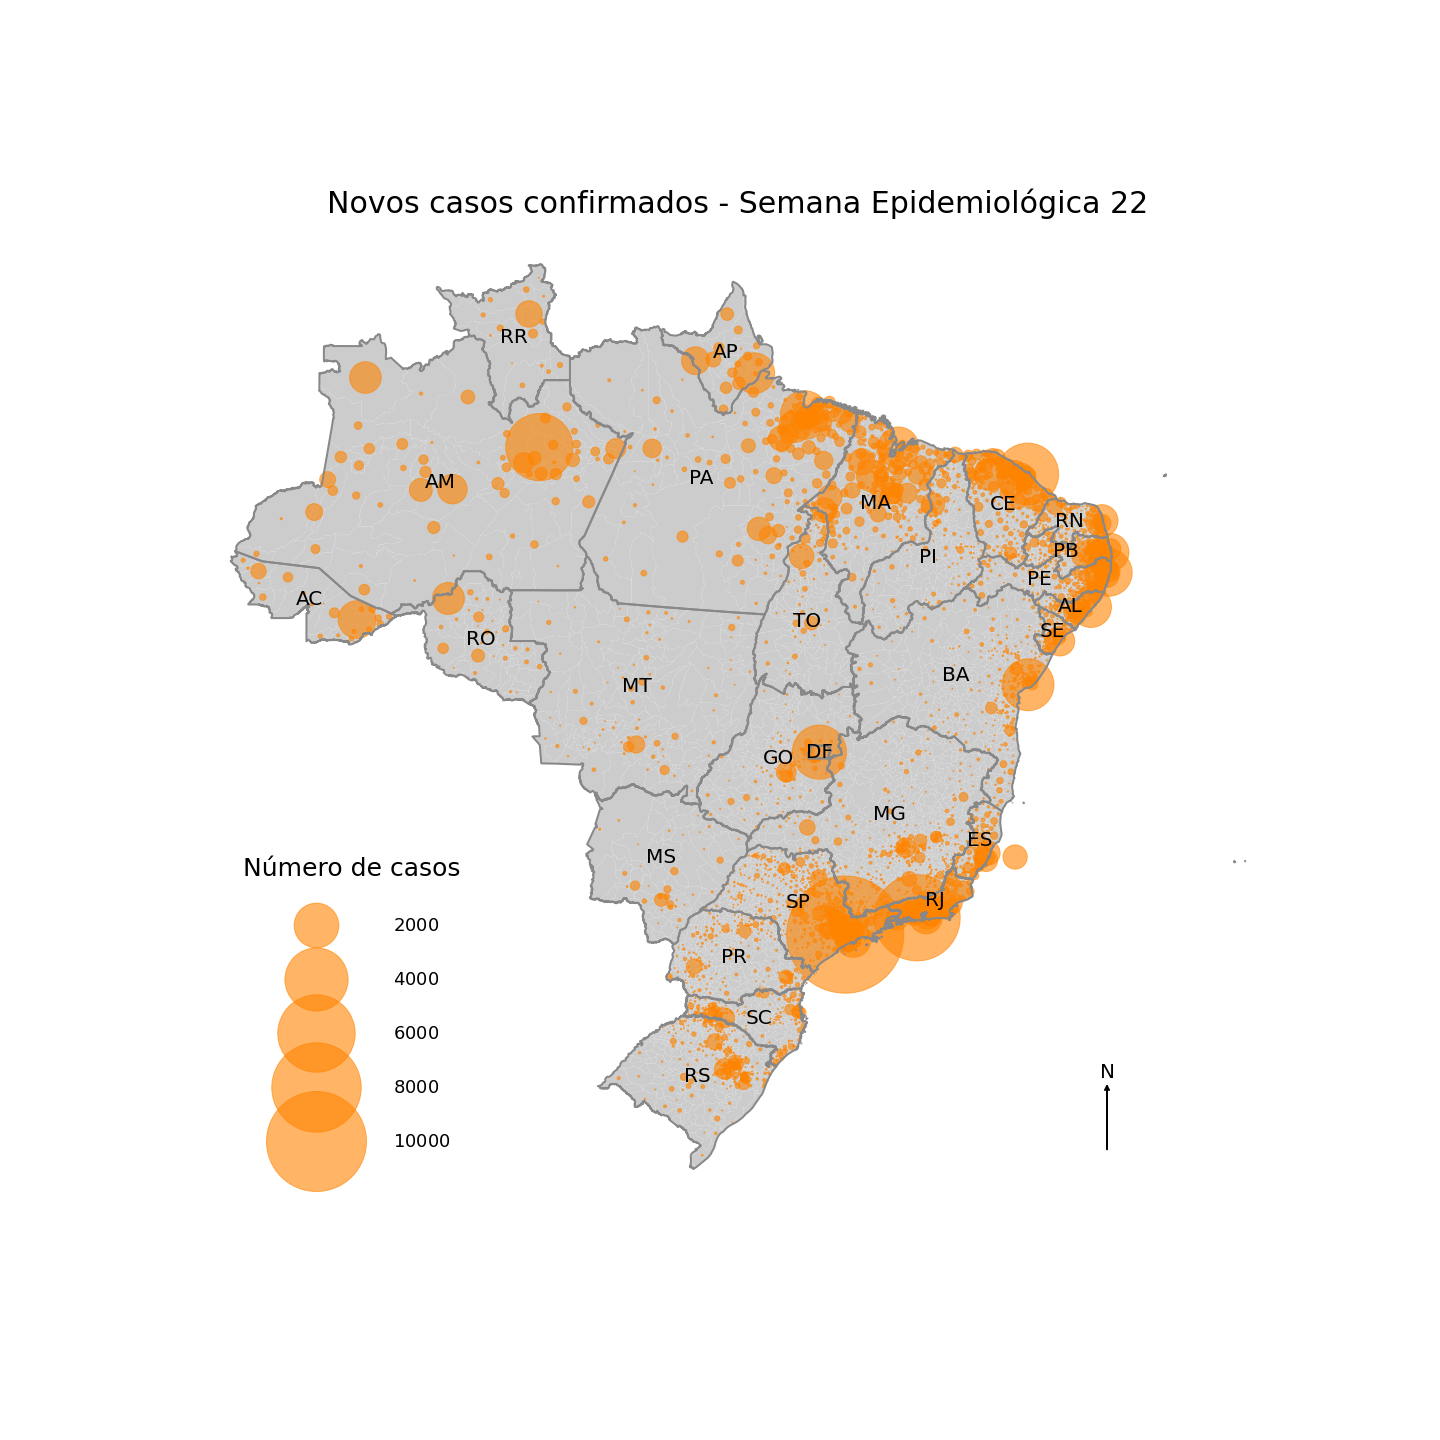 Novos casos confirmados - Semana Epidemiológica 22
RR
AP
AM
PA
MA
CE
RN
PB
PI
PE
AC
AL
TO
SE
RO
BA
MT
GO
DF
MG
ES
MS
Número de casos
SP
RJ
2000
PR
4000
SC
6000
N
RS
8000
10000